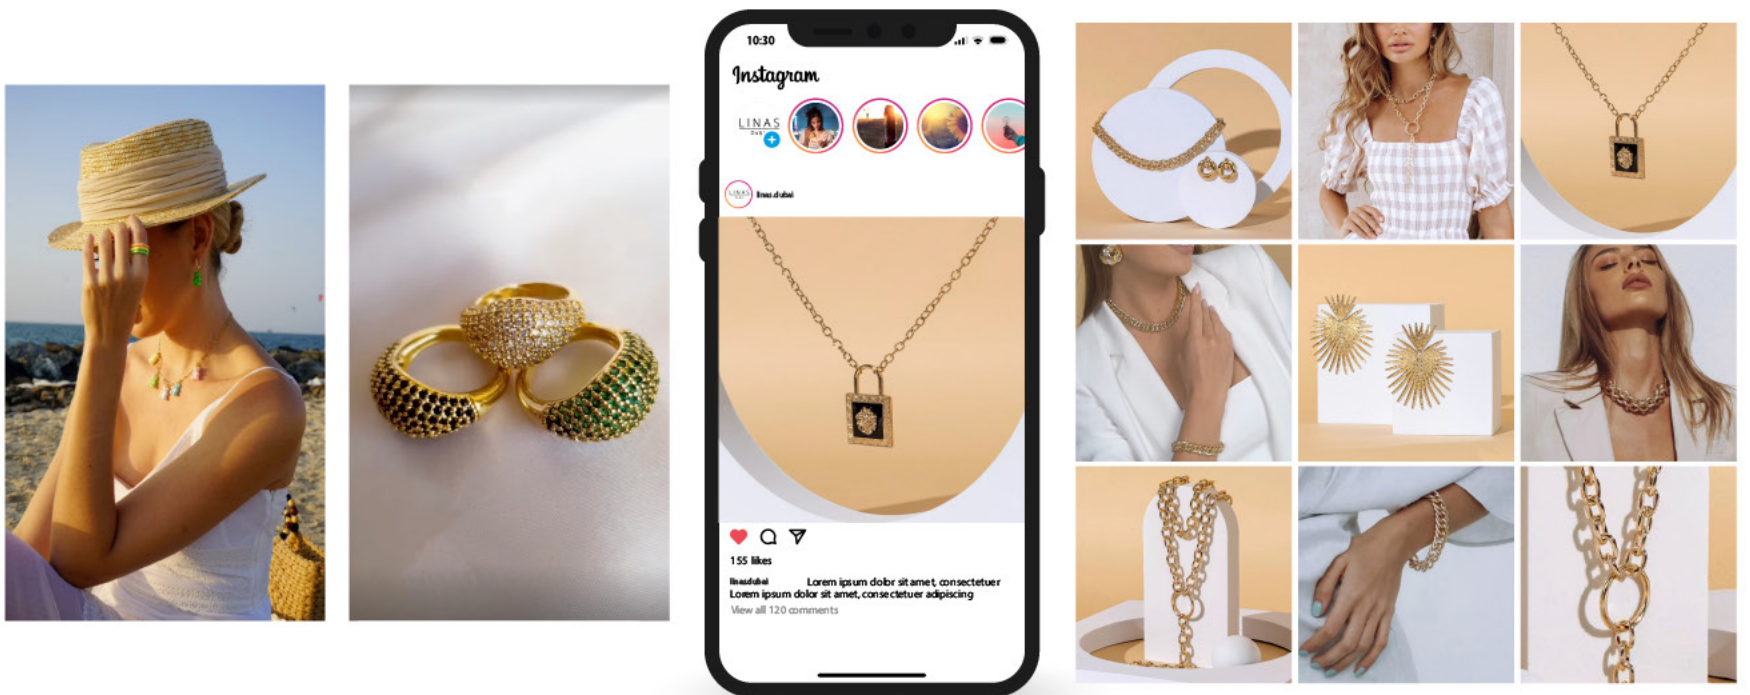 10:30
Instagram
LINAS
linas.dubai
155 likes
linasdubai Lorem ipsum dolor sit amet, consectetuer
Lorem ipsum dolor sit amet, consectetuer adipiscing
View all 120 comments